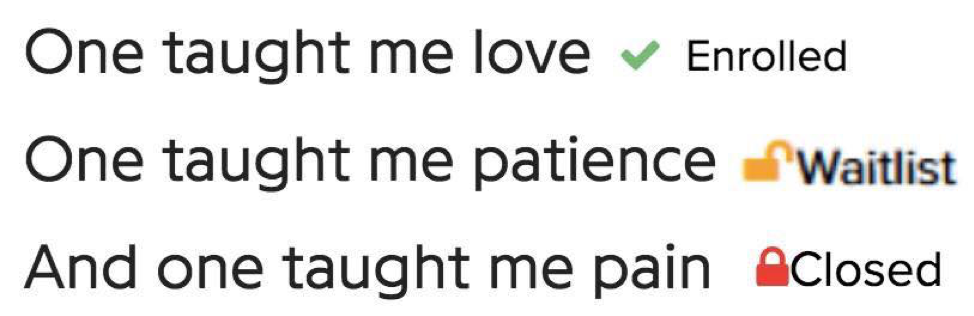 One taught me love Enrolled
One taught me patience Waitlist
And one taught me pain Closed